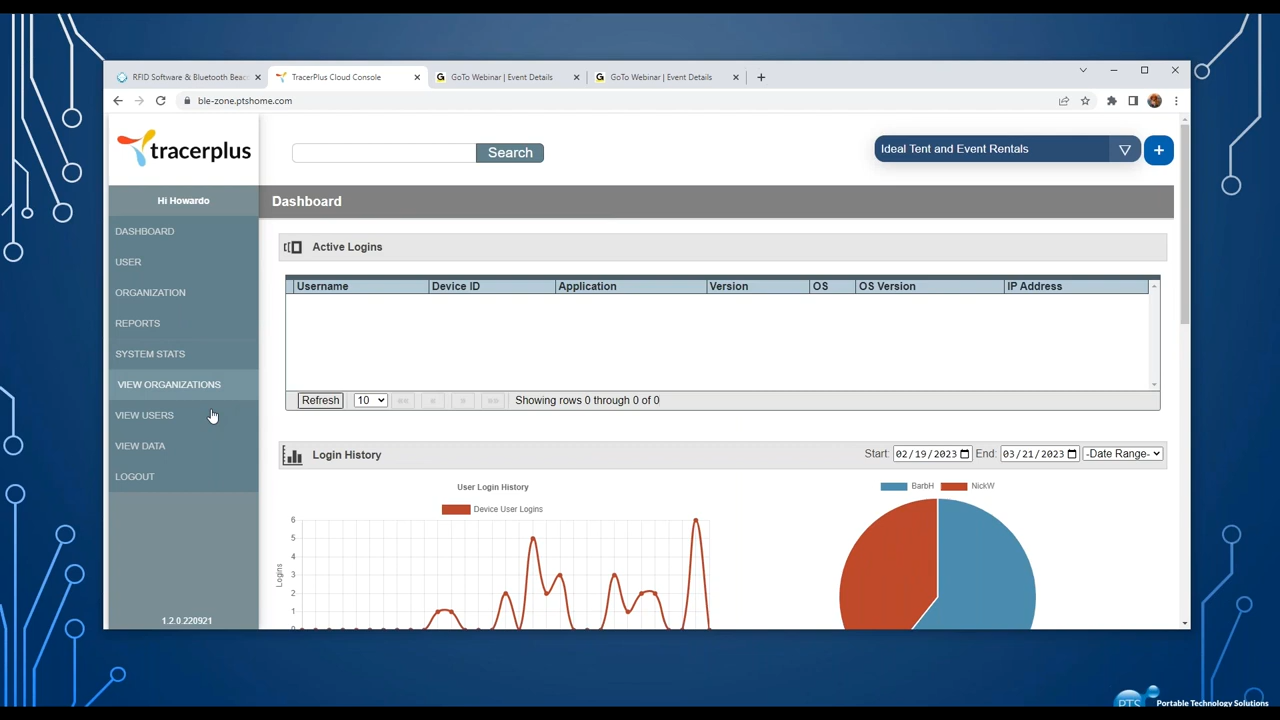 RFID Software & Bluetooth Beac
TracerPlus Cloud Console
GoTo Webinar | Event Details
GoTo Webinar | Event Details
ble-zone.ptshome.com
tracerplus
Search
Ideal Tent and Event Rentals
Hi Howardo
Dashboard
DASHBOARD
USER
ORGANIZATION
REPORTS
SYSTEM STATS
VIEW ORGANIZATIONS
VIEW USERS
VIEW DATA
LOGOUT
1.2.0.220921
Active Logins
Username Device ID Application Version OS OS Version IP Address
Refresh 10 Showing rows 0 through 0 of 0
Login History Start: 02/19/2023 End: 03/21/2023 -Date Range-
User Login History
Device User Logins
6
5
4
3
2
1
0
Logins
BarbH NickW
PTS Portable Technology Solutions